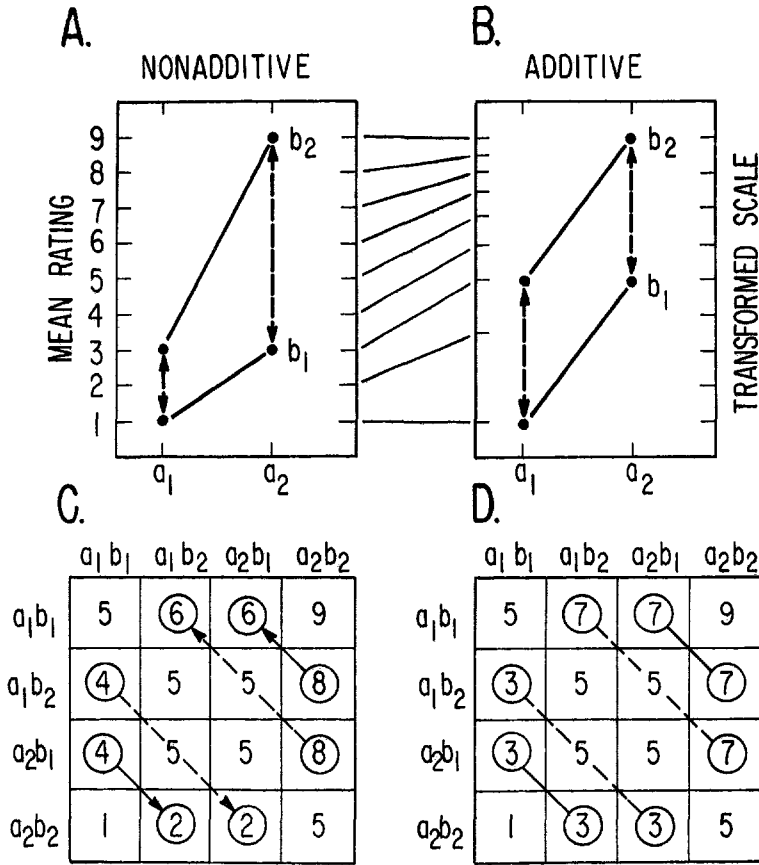 A.
NONADDITIVE
MEAN RATING
9
8
7
6
5
4
3
2
1
b₂
b₁
a₁ a₂
B.
ADDITIVE
b₂
b₁
a₁ a₂
TRANSFORMED SCALE
C.
a₁b₁ a₁b₂ a₂b₁ a₂b₂
a₁b₁ 5 6 6 9
a₁b₂ 4 5 5 8
a₂b₁ 4 5 5 8
a₂b₂ 1 2 2 5
D.
a₁b₁ a₁b₂ a₂b₁ a₂b₂
a₁b₁ 5 7 7 9
a₁b₂ 3 5 5 7
a₂b₁ 3 5 5 7
a₂b₂ 1 3 3 5